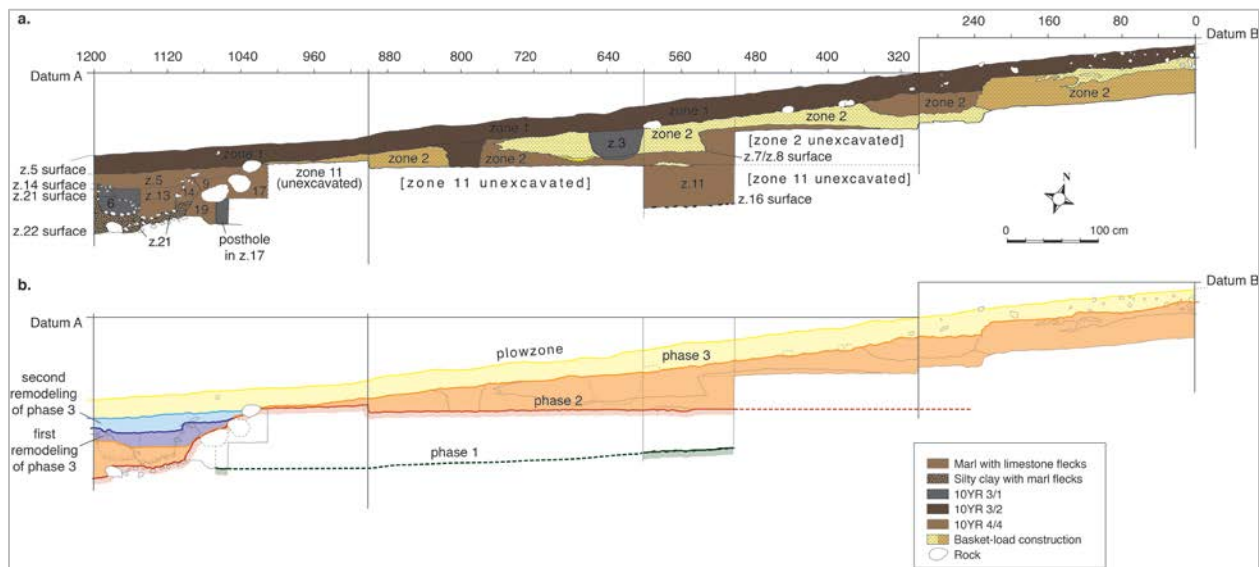 a.
240 160 80 0
Datum B
1200 1120 1040 960 880 720 640 560 480 400 320
Datum A
zone 1
zone 1
zone 1
zone 2
zone 2
zone 2
zone 2
zone 2
zone 2
z.3
[zone 2 unexcavated]
z.7/z.8 surface
z.5 surface
z.14 surface
z.21 surface
z.22 surface
z.5
9
6
z.13
14
17
19
z.21
zone 11
(unexcavated)
[zone 11 unexcavated]
z.11
[zone 11 unexcavated]
z.16 surface
posthole
in z.17
N
0 100 cm
b.
Datum B
Datum A
plowzone
phase 3
second
remodeling
of phase 3
phase 2
first
remodeling
of phase 3
phase 1
Marl with limestone flecks
Silty clay with marl flecks
10YR 3/1
10YR 3/2
10YR 4/4
Basket-load construction
Rock